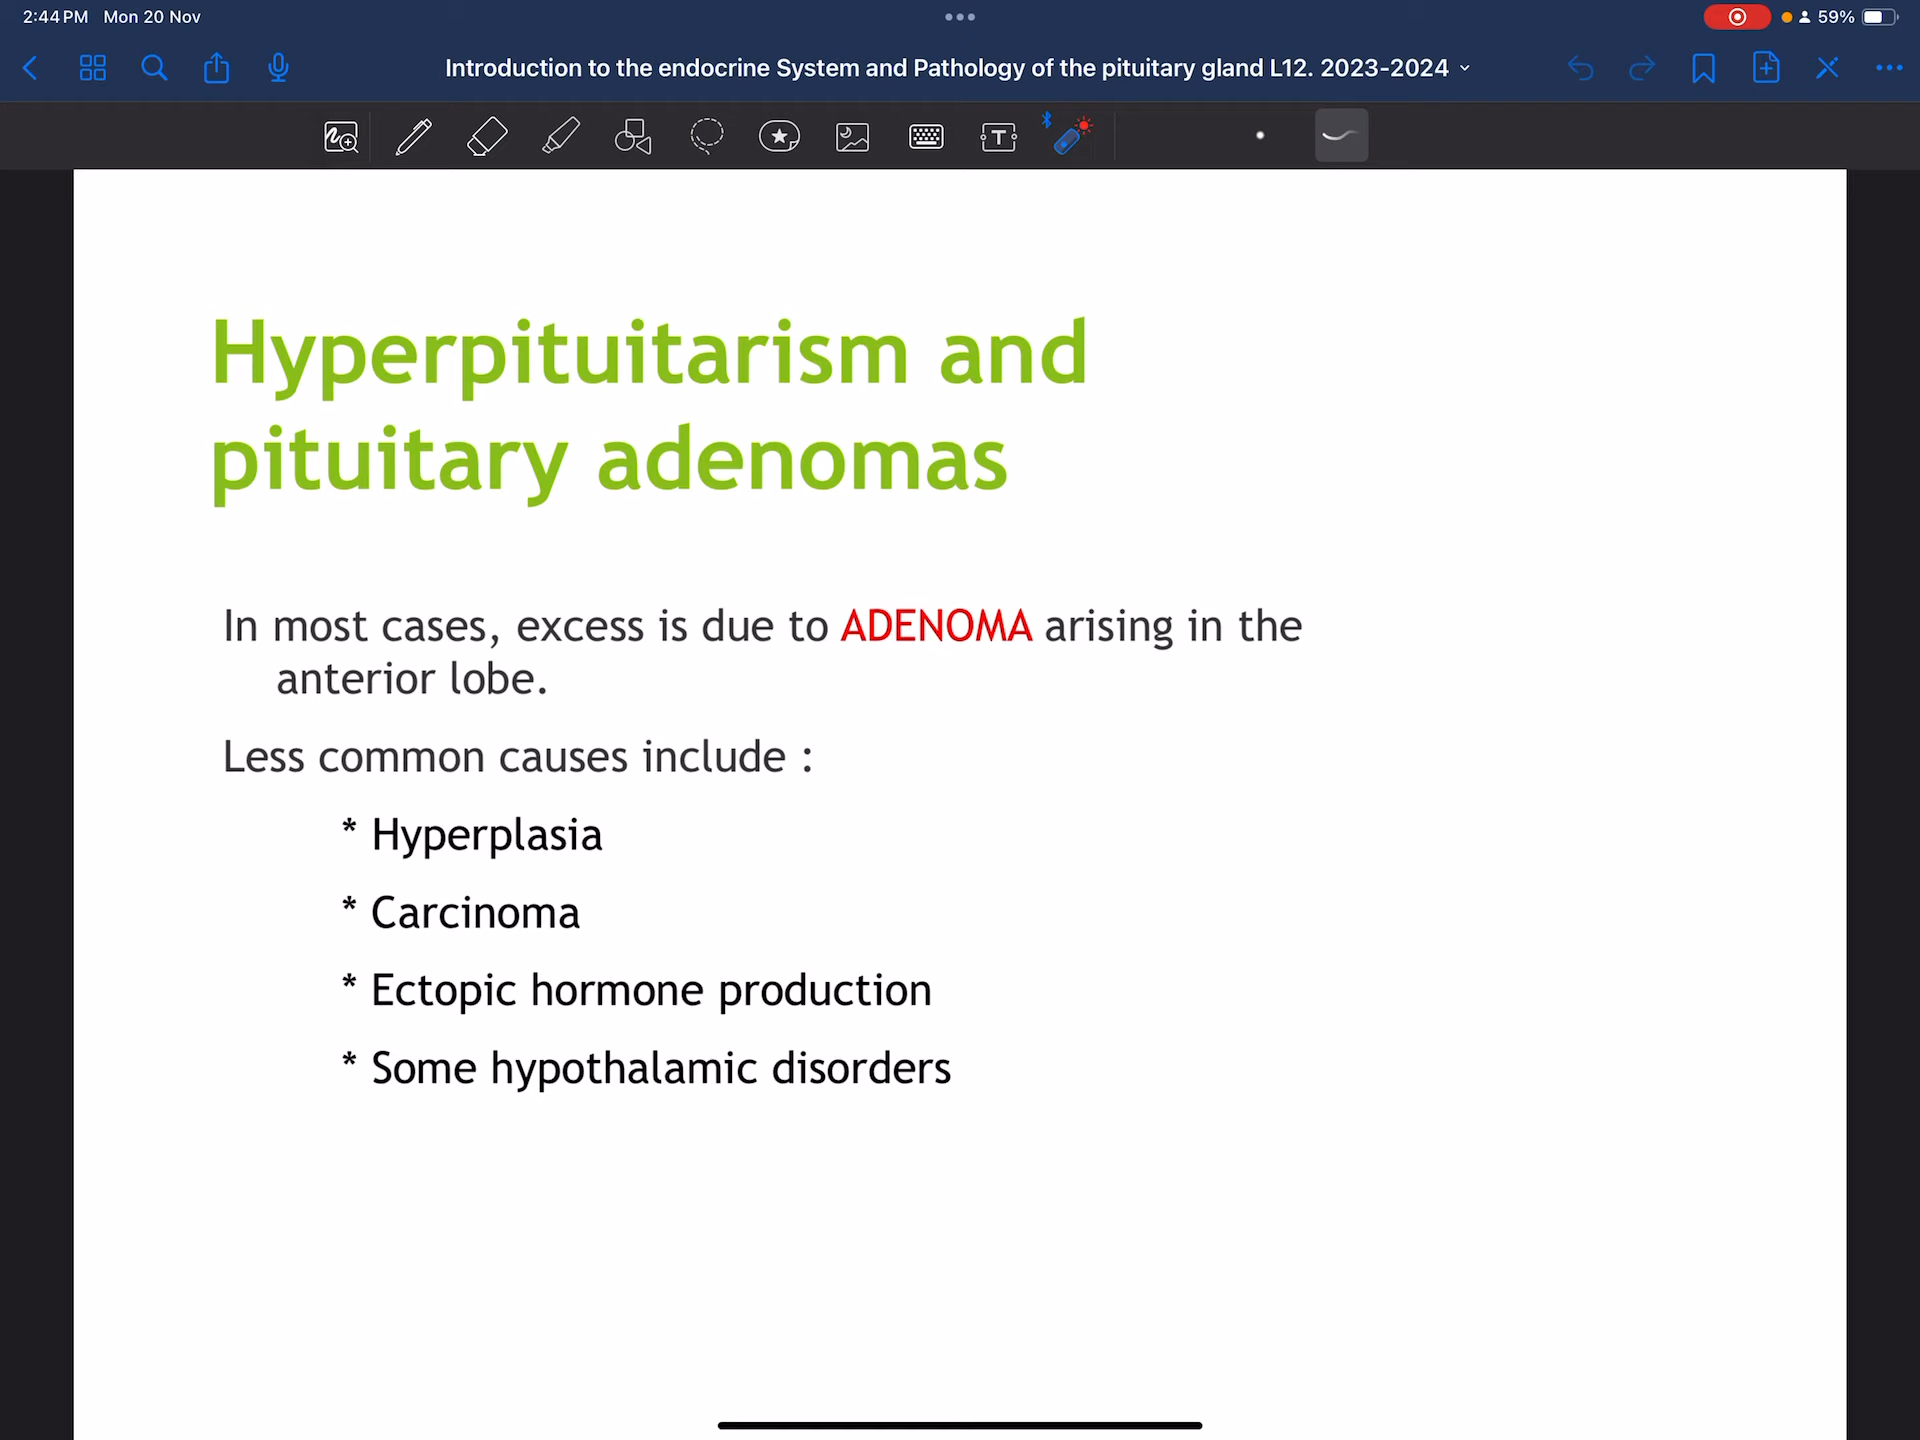 2:44 PM Mon 20 Nov
59%
Introduction to the endocrine System and Pathology of the pituitary gland L12. 2023-2024
T
Hyperpituitarism and
pituitary adenomas
In most cases, excess is due to ADENOMA arising in the
anterior lobe.
Less common causes include :
* Hyperplasia
* Carcinoma
* Ectopic hormone production
* Some hypothalamic disorders